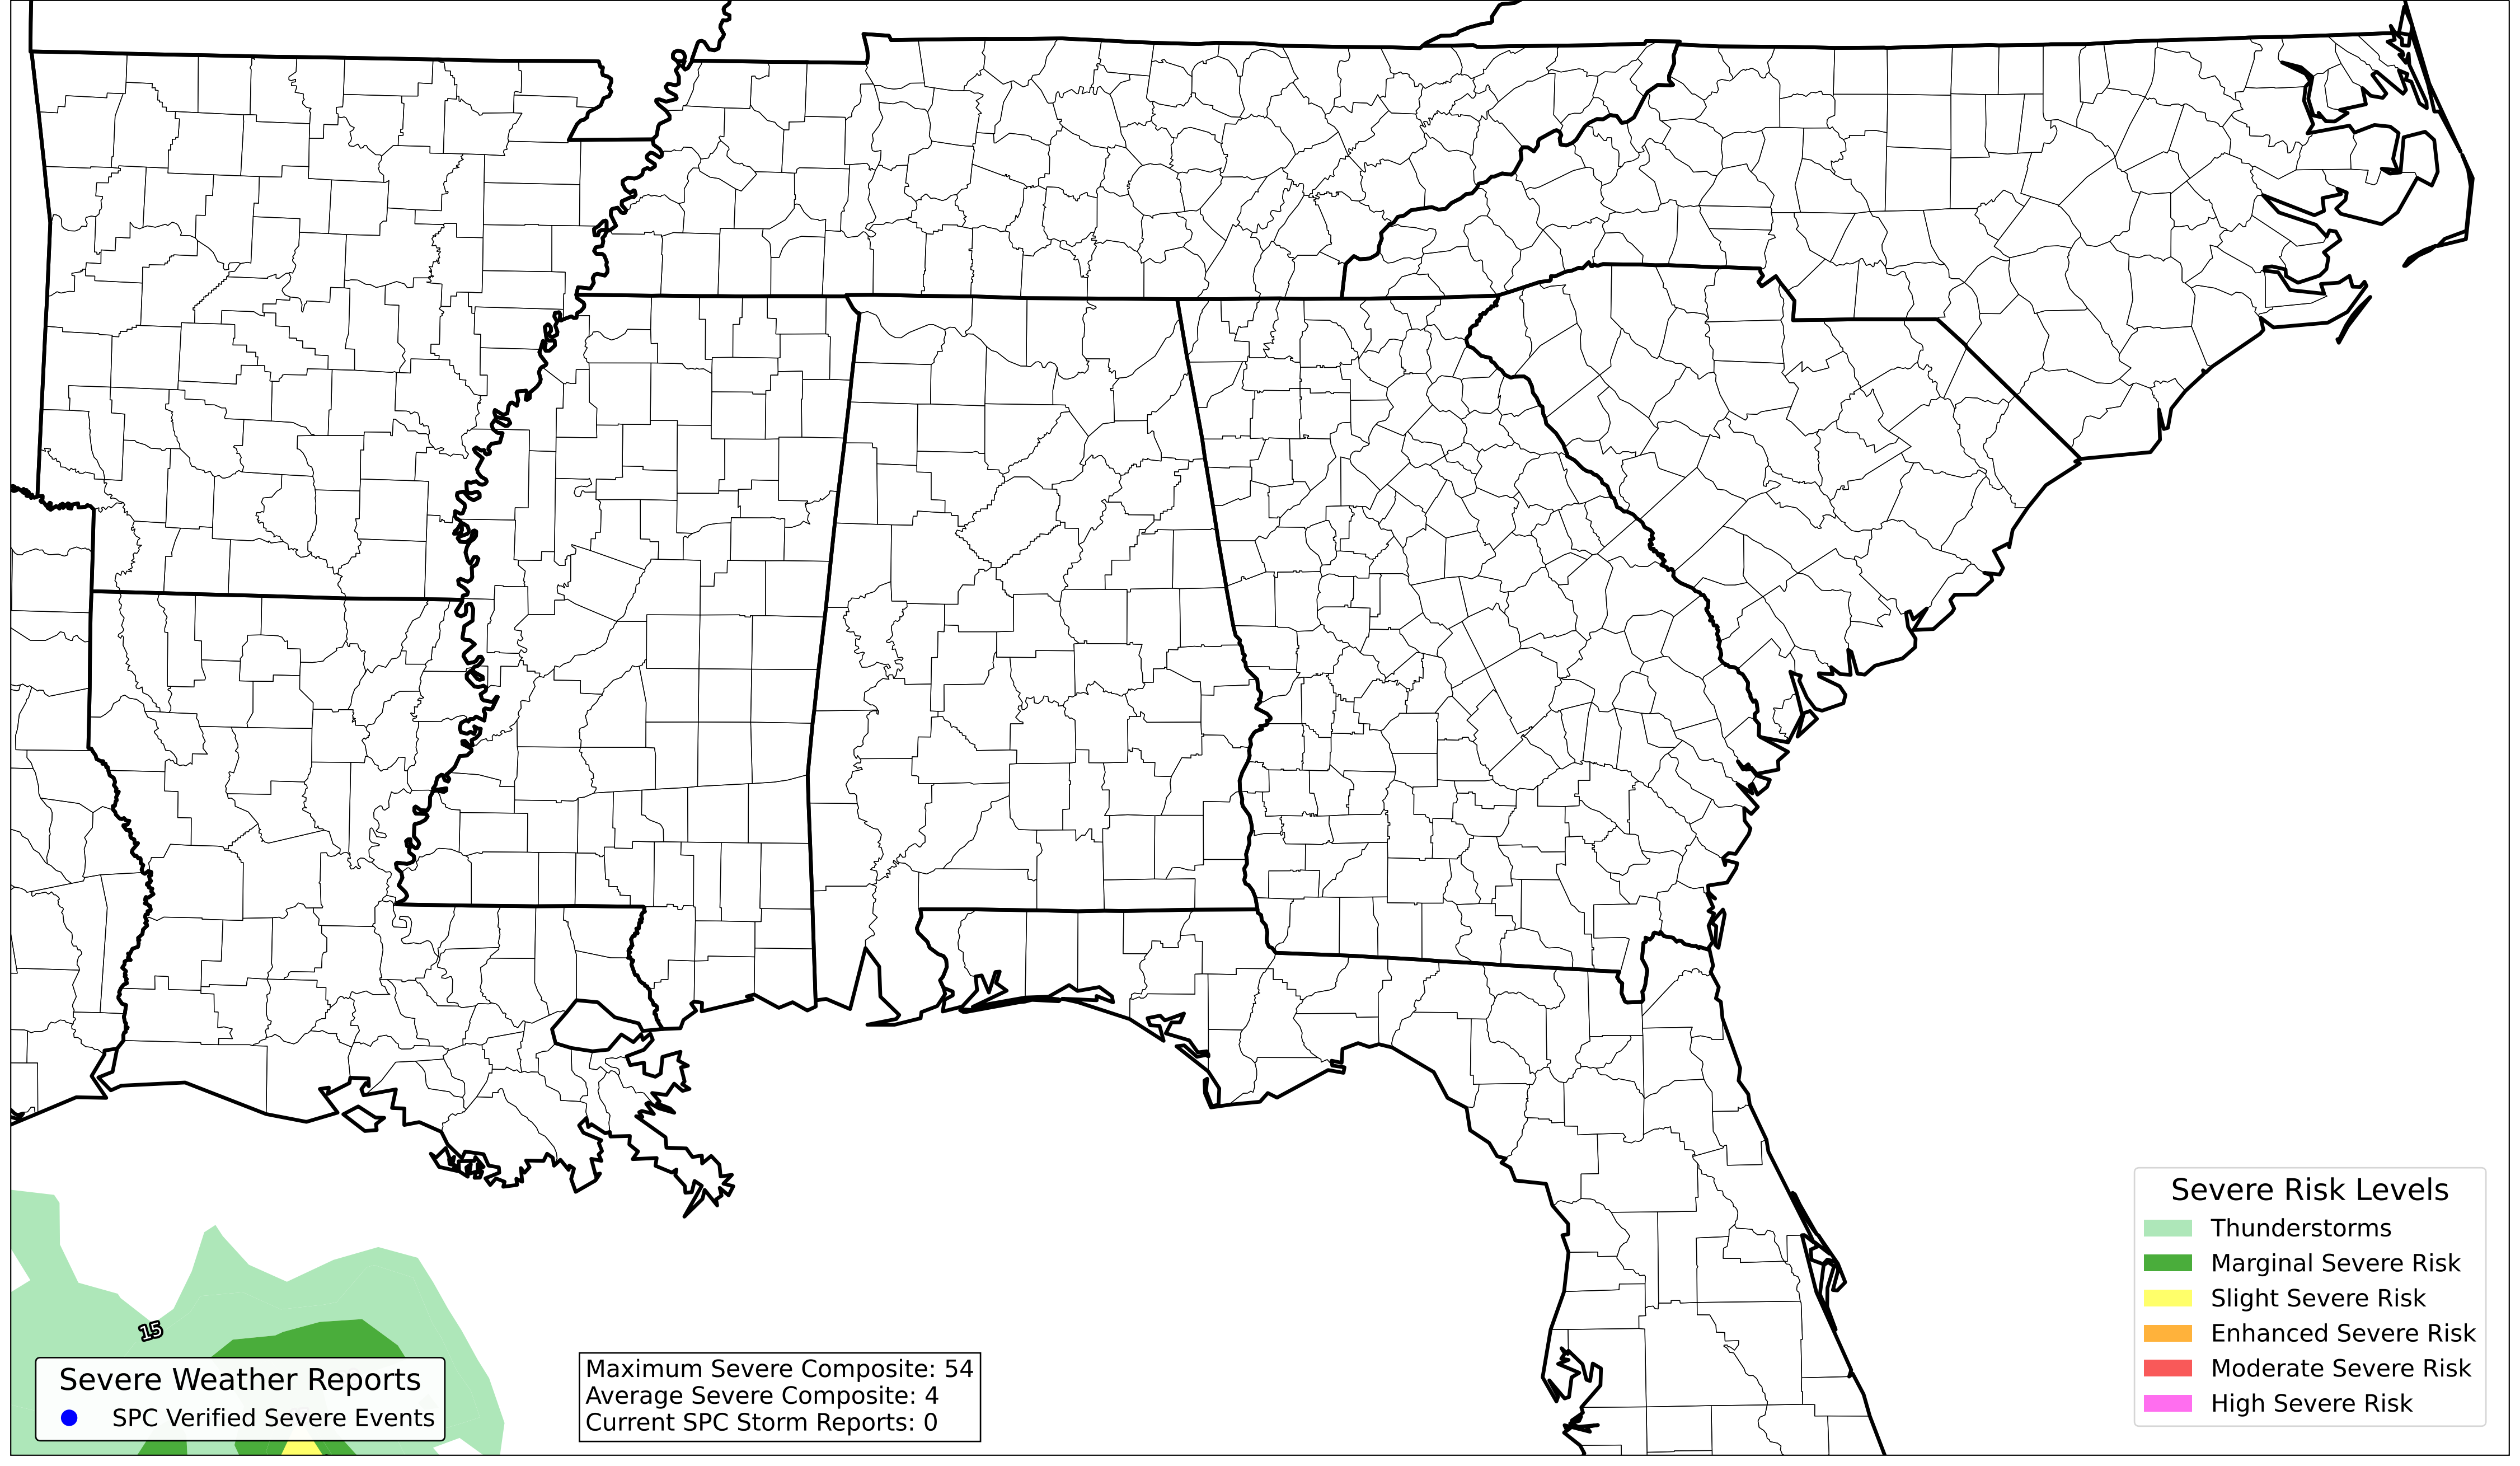 15
Severe Weather Reports
SPC Verified Severe Events
Maximum Severe Composite: 54
Average Severe Composite: 4
Current SPC Storm Reports: 0
Severe Risk Levels
Thunderstorms
Marginal Severe Risk
Slight Severe Risk
Enhanced Severe Risk
Moderate Severe Risk
High Severe Risk